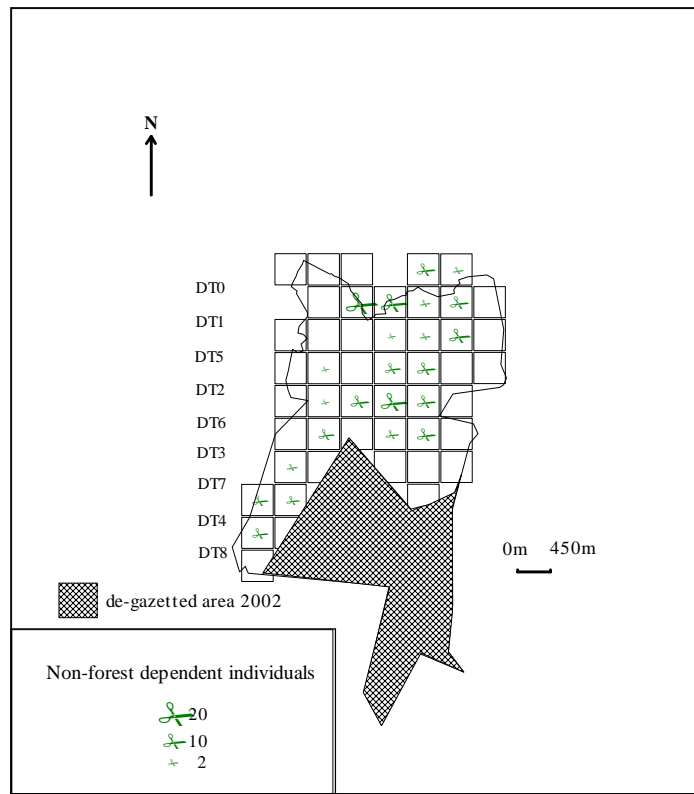 N
DT0
DT1
DT5
DT2
DT6
DT3
DT7
DT4
DT8
0m 450m
de-gazetted area 2002
Non-forest dependent individuals
20
10
2